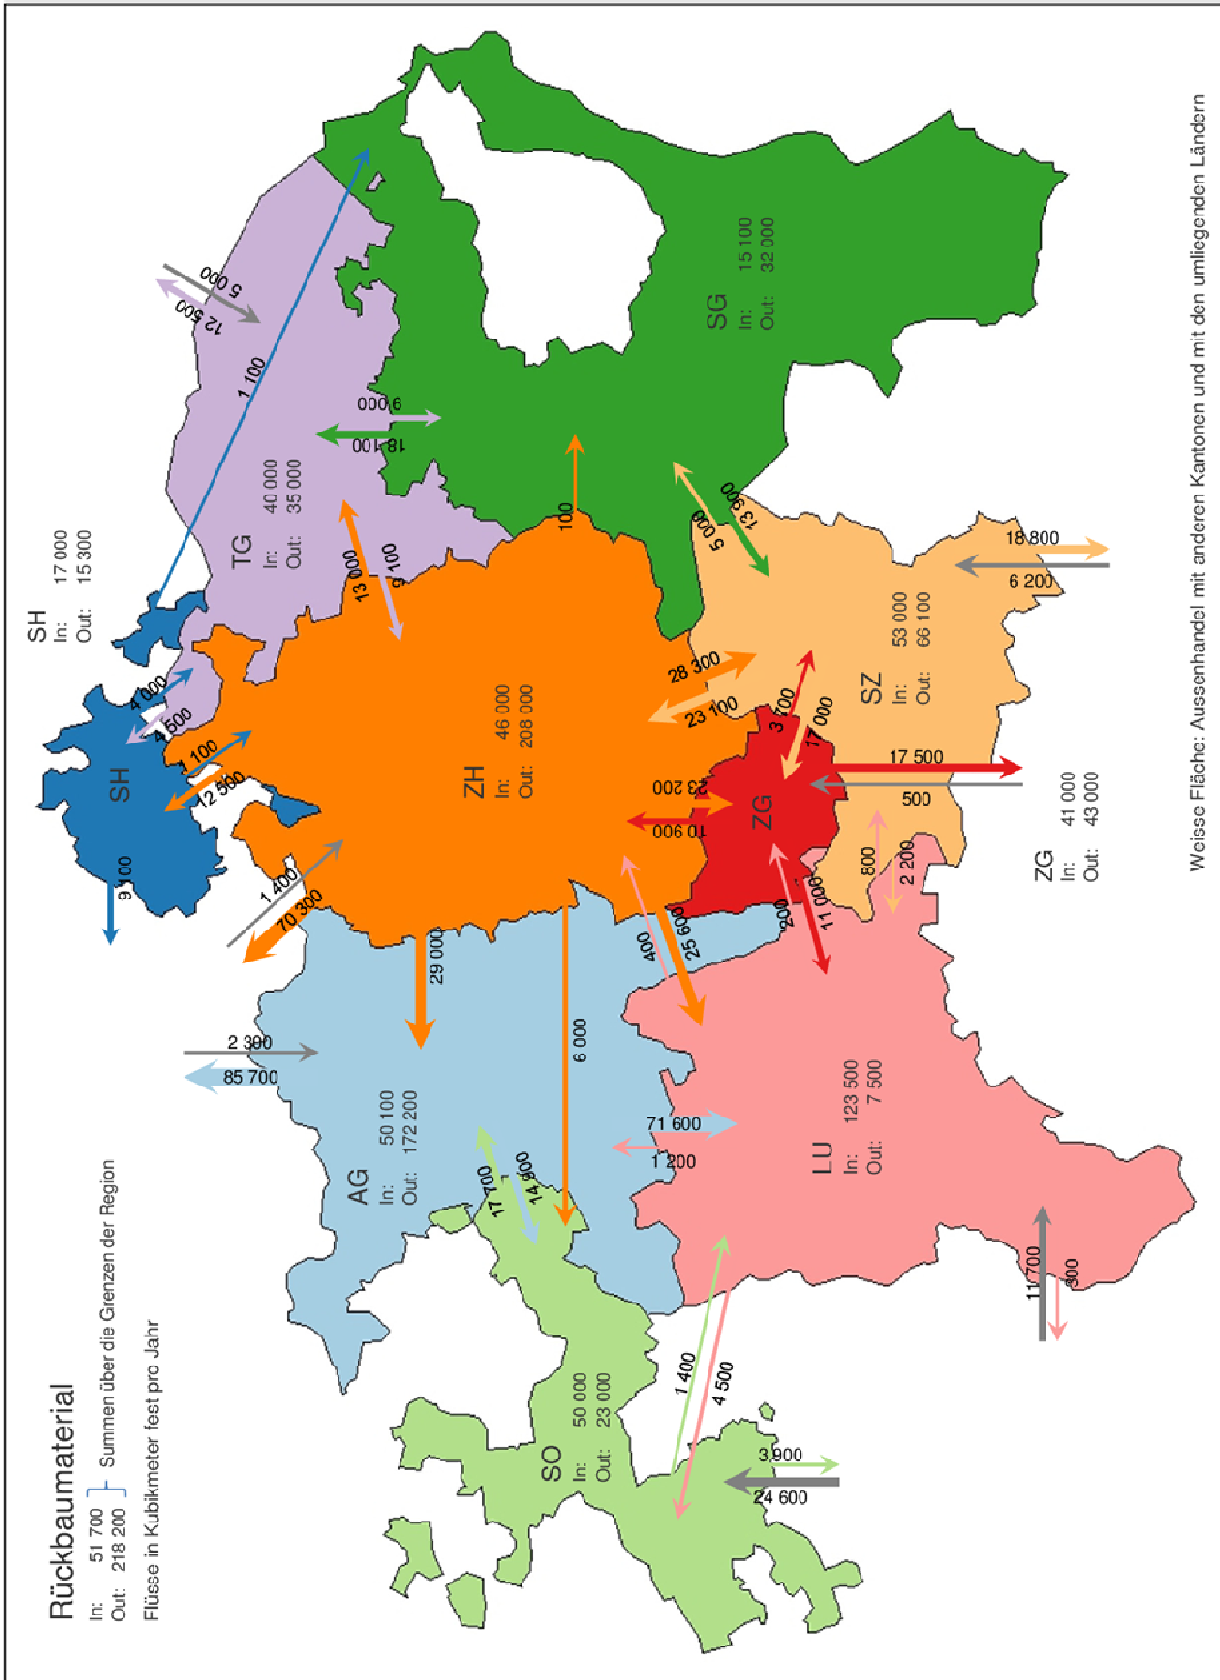 Rückbaumaterial
In: 51 700
Out: 218 200
Summen über die Grenzen der Region
Flüsse in Kubikmeter fest pro Jahr
SH
In: 17 000
Out: 15 300
SH
9 100
4 000
4 500
1 100
12 500
1 400
70 300
2 300
85 700
12 500
5 000
1 100
TG
In: 40 000
Out: 35 000
9 000
18 100
13 000
9 100
100
SG
In: 15 100
Out: 32 000
5 000
13 900
ZH
In: 46 000
Out: 208 000
28 300
23 100
23 200
10 900
29 000
6 000
400
25 600
AG
In: 50 100
Out: 172 200
17 700
14 900
71 600
1 200
SO
In: 50 000
Out: 23 000
1 400
4 500
3 900
24 600
LU
In: 123 500
Out: 7 500
11 700
300
200
11 000
800
2 200
ZG
3 700
17 000
17 500
500
ZG
In: 41 000
Out: 43 000
SZ
In: 53 000
Out: 66 100
18 800
6 200
Weisse Fläche: Aussenhandel mit anderen Kantonen und mit den umliegenden Ländern